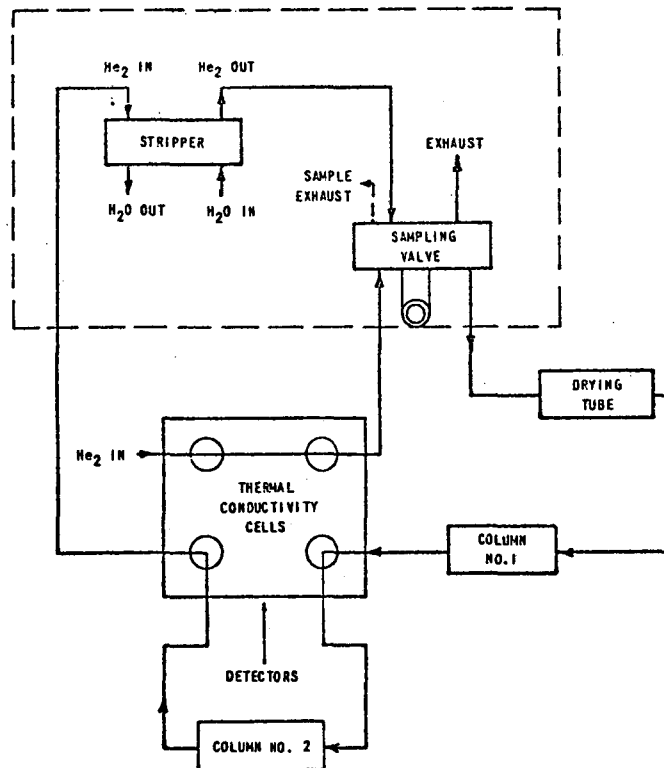 He2 IN
He2 OUT
STRIPPER
H2O OUT
H2O IN
SAMPLE
EXHAUST
EXHAUST
SAMPLING
VALVE
DRYING
TUBE
He2 IN
THERMAL
CONDUCTIVITY
CELLS
COLUMN
NO.1
DETECTORS
COLUMN NO. 2